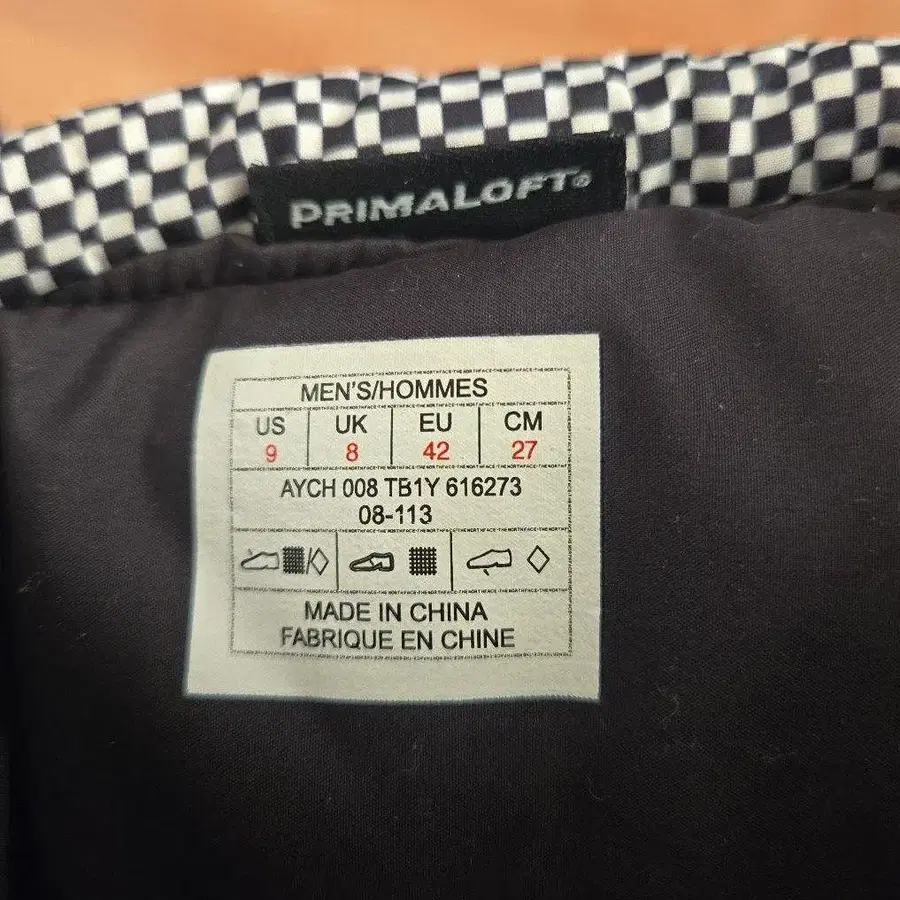 PRIMALOFT®
MEN'S/HOMMES
US UK EU CM
9 8 42 27
AYCH 008 TB1Y 616273
08-113
MADE IN CHINA
FABRIQUE EN CHINE